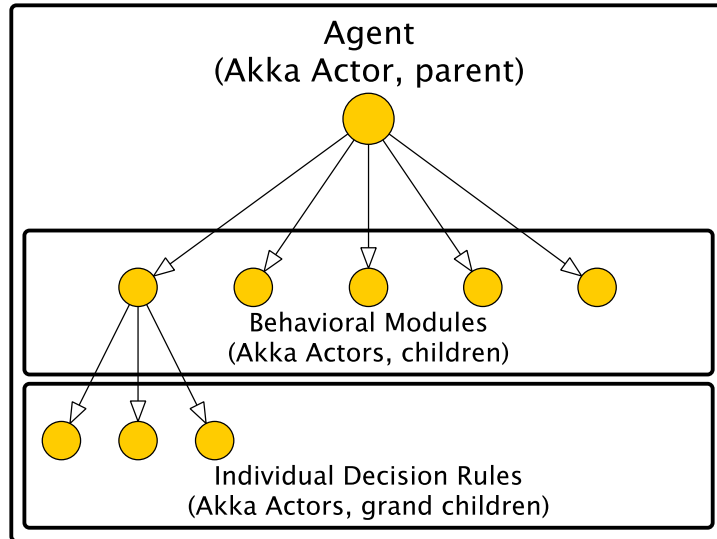 Agent
(Akka Actor, parent)
Behavioral Modules
(Akka Actors, children)
Individual Decision Rules
(Akka Actors, grand children)